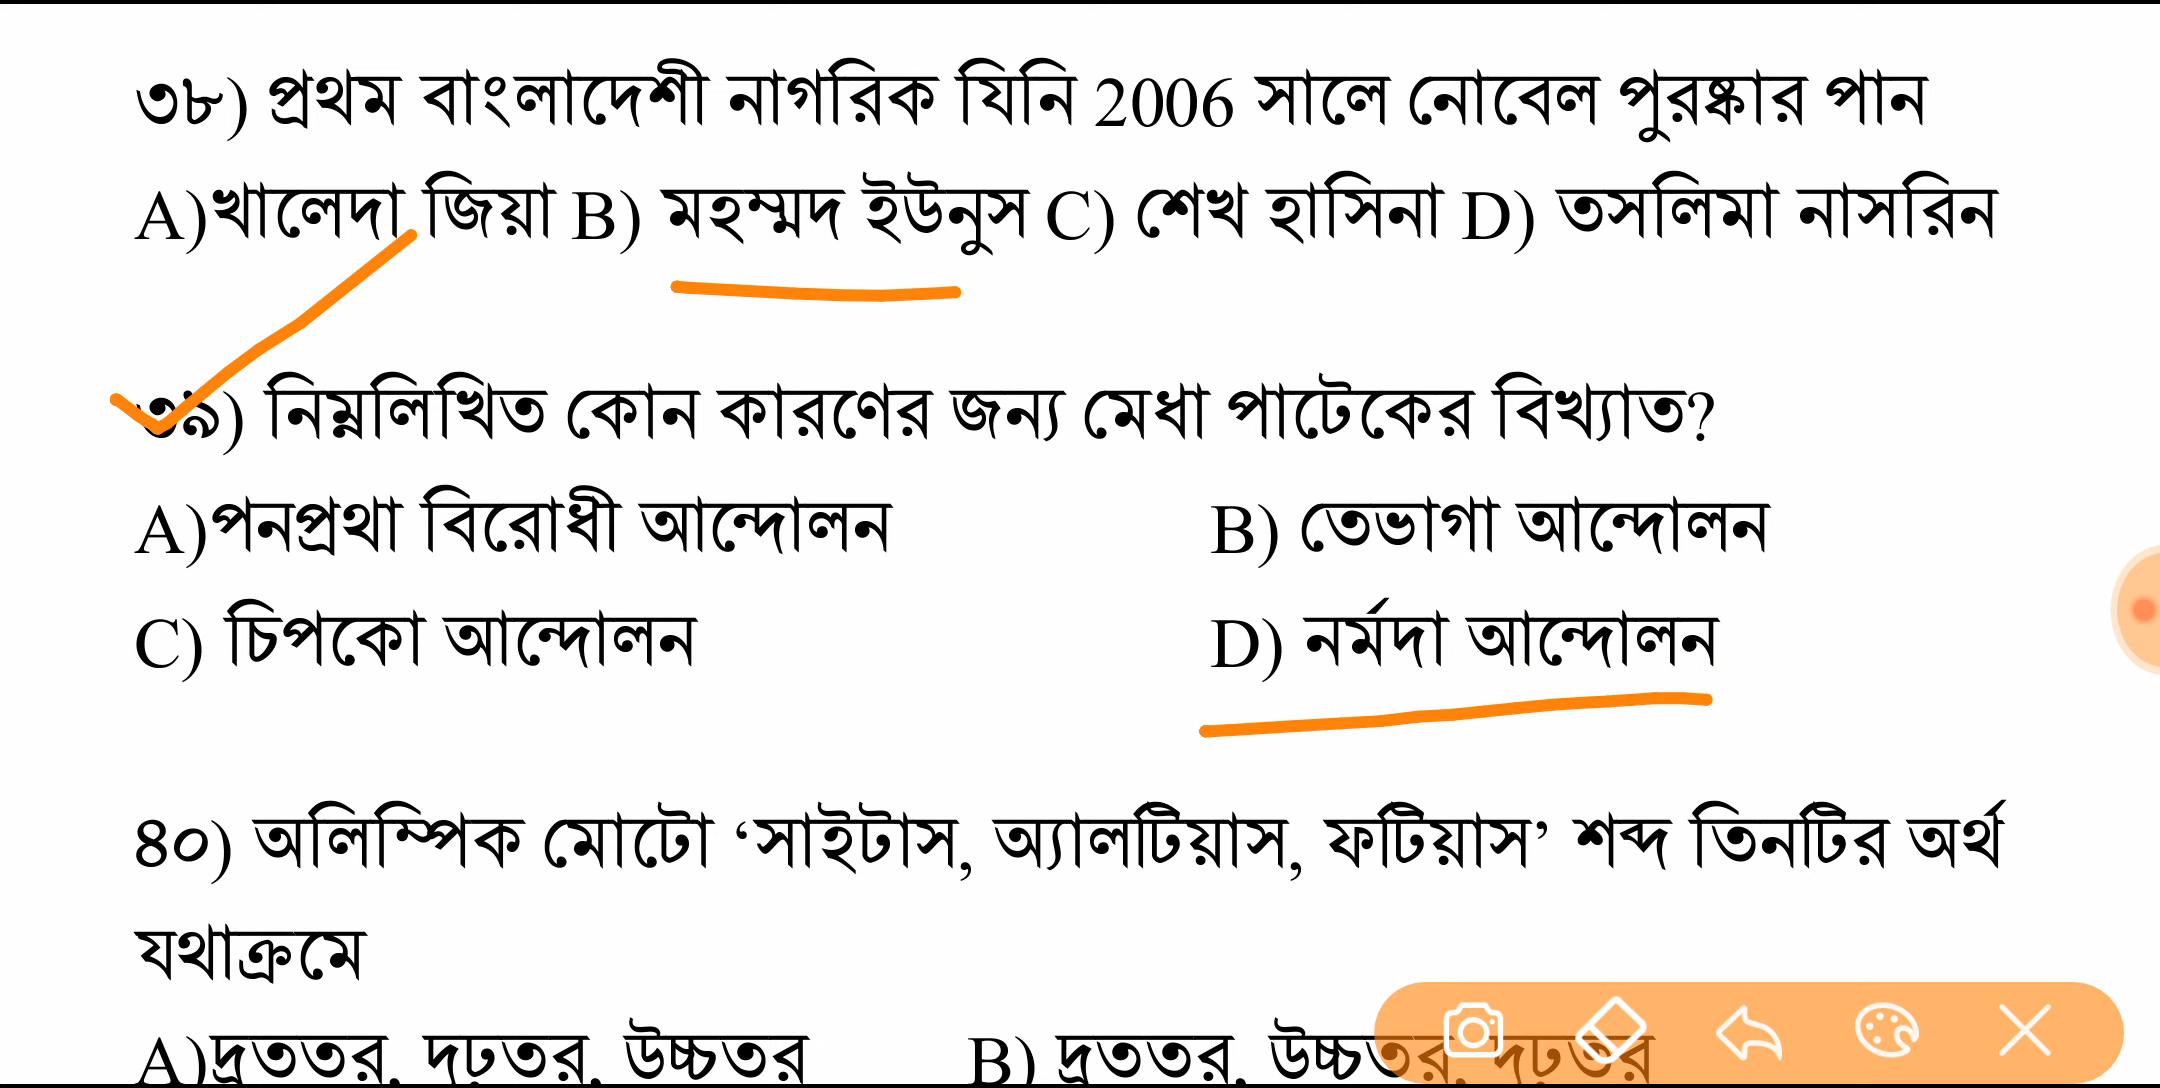 ৩৮) প্রথম বাংলাদেশী নাগরিক যিনি 2006 সালে নোবেল পুরষ্কার পান
A)খালেদা জিয়া B) মহম্মদ ইউনুস C) শেখ হাসিনা D) তসলিমা নাসরিন
৩৯) নিম্নলিখিত কোন কারণের জন্য মেধা পাটেকের বিখ্যাত?
A)পনপ্রথা বিরোধী আন্দোলন B) তেভাগা আন্দোলন
C) চিপকো আন্দোলন D) নর্মদা আন্দোলন
৪০) অলিম্পিক মোটো ‘সাইটাস, অ্যালটিয়াস, ফটিয়াস’ শব্দ তিনটির অর্থ
যথাক্রমে
A)দ্রুততর, দৃঢ়তর, উচ্চতর B) দ্রুততর, উচ্চতর, দৃঢ়তর